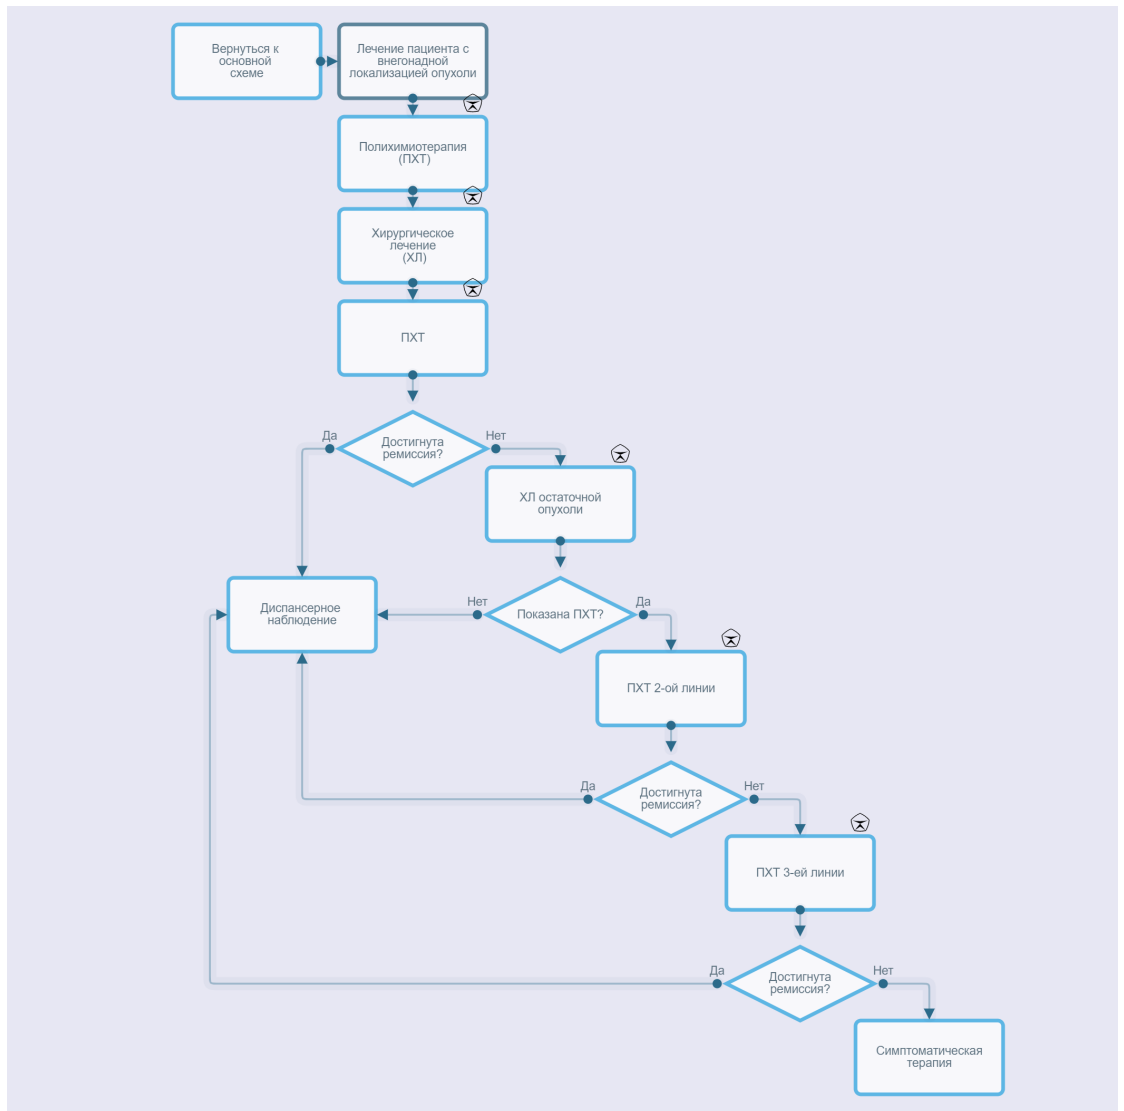 Вернуться к
основной
схеме
Лечение пациента с
внегонадной
локализацией опухоли
Полихимиотерапия
(ПХТ)
Хирургическое
лечение
(ХЛ)
ПХТ
Да
Достигнута
ремиссия?
Нет
ХЛ остаточной
опухоли
Диспансерное
наблюдение
Нет
Показана ПХТ?
Да
ПХТ 2-ой линии
Да
Достигнута
ремиссия?
Нет
ПХТ 3-ей линии
Да
Достигнута
ремиссия?
Нет
Симптоматическая
терапия